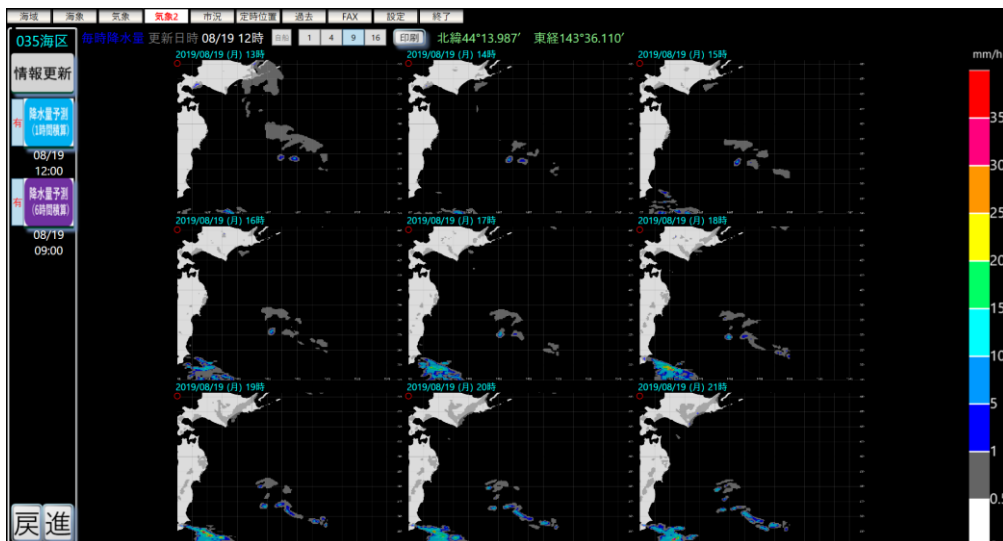 海域 海象 気象 気象2 市況 定時位置 過去 FAX 設定 終了
035海区 毎時降水量 更新日時 08/19 12時 自船 1 4 9 16 印刷 北緯44°13.987′ 東経143°36.110′
情報更新
有 降水量予測
(1時間積算)
08/19
12:00
有 降水量予測
(6時間積算)
08/19
09:00
戻 進
2019/08/19 (月) 13時 2019/08/19 (月) 14時 2019/08/19 (月) 15時
2019/08/19 (月) 16時 2019/08/19 (月) 17時 2019/08/19 (月) 18時
2019/08/19 (月) 19時 2019/08/19 (月) 20時 2019/08/19 (月) 21時
mm/h
35
30
25
20
15
10
5
1
0.5